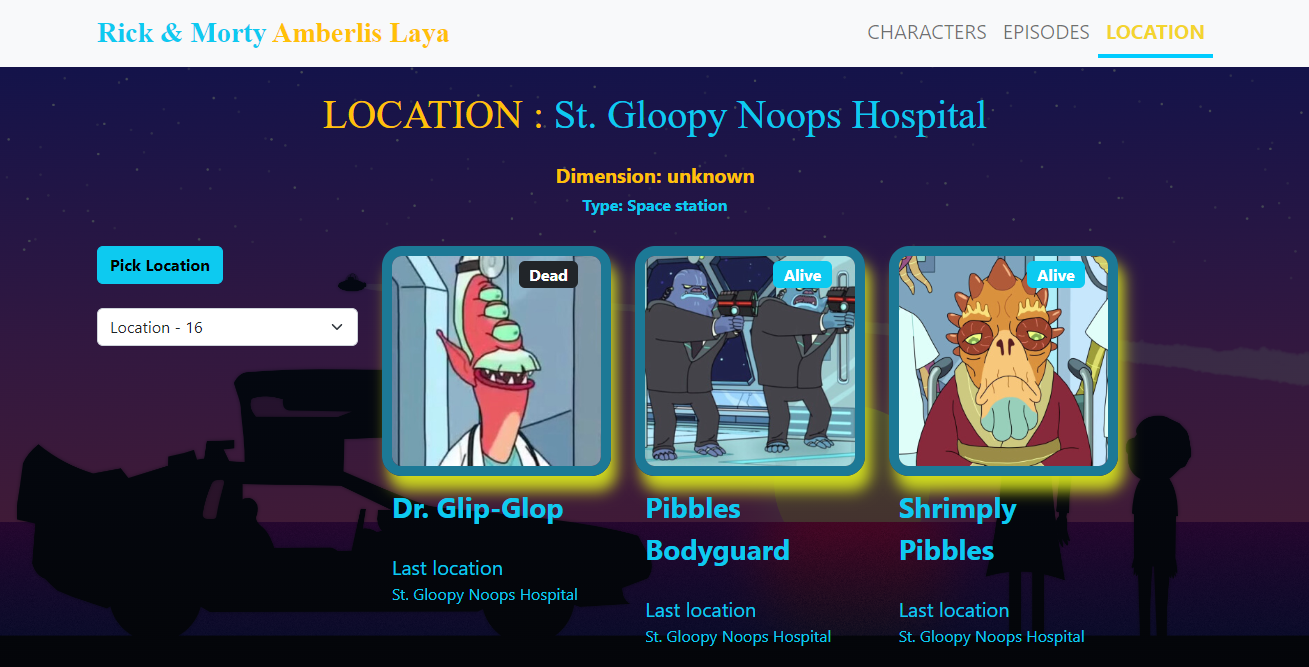 Rick & Morty Amberlis Laya
CHARACTERS EPISODES LOCATION
LOCATION : St. Gloopy Noops Hospital
Dimension: unknown
Type: Space station
Pick Location
Location - 16
Dead
Dr. Glip-Glop
Last location
St. Gloopy Noops Hospital
Alive
Pibbles
Bodyguard
Last location
St. Gloopy Noops Hospital
Alive
Shrimply
Pibbles
Last location
St. Gloopy Noops Hospital